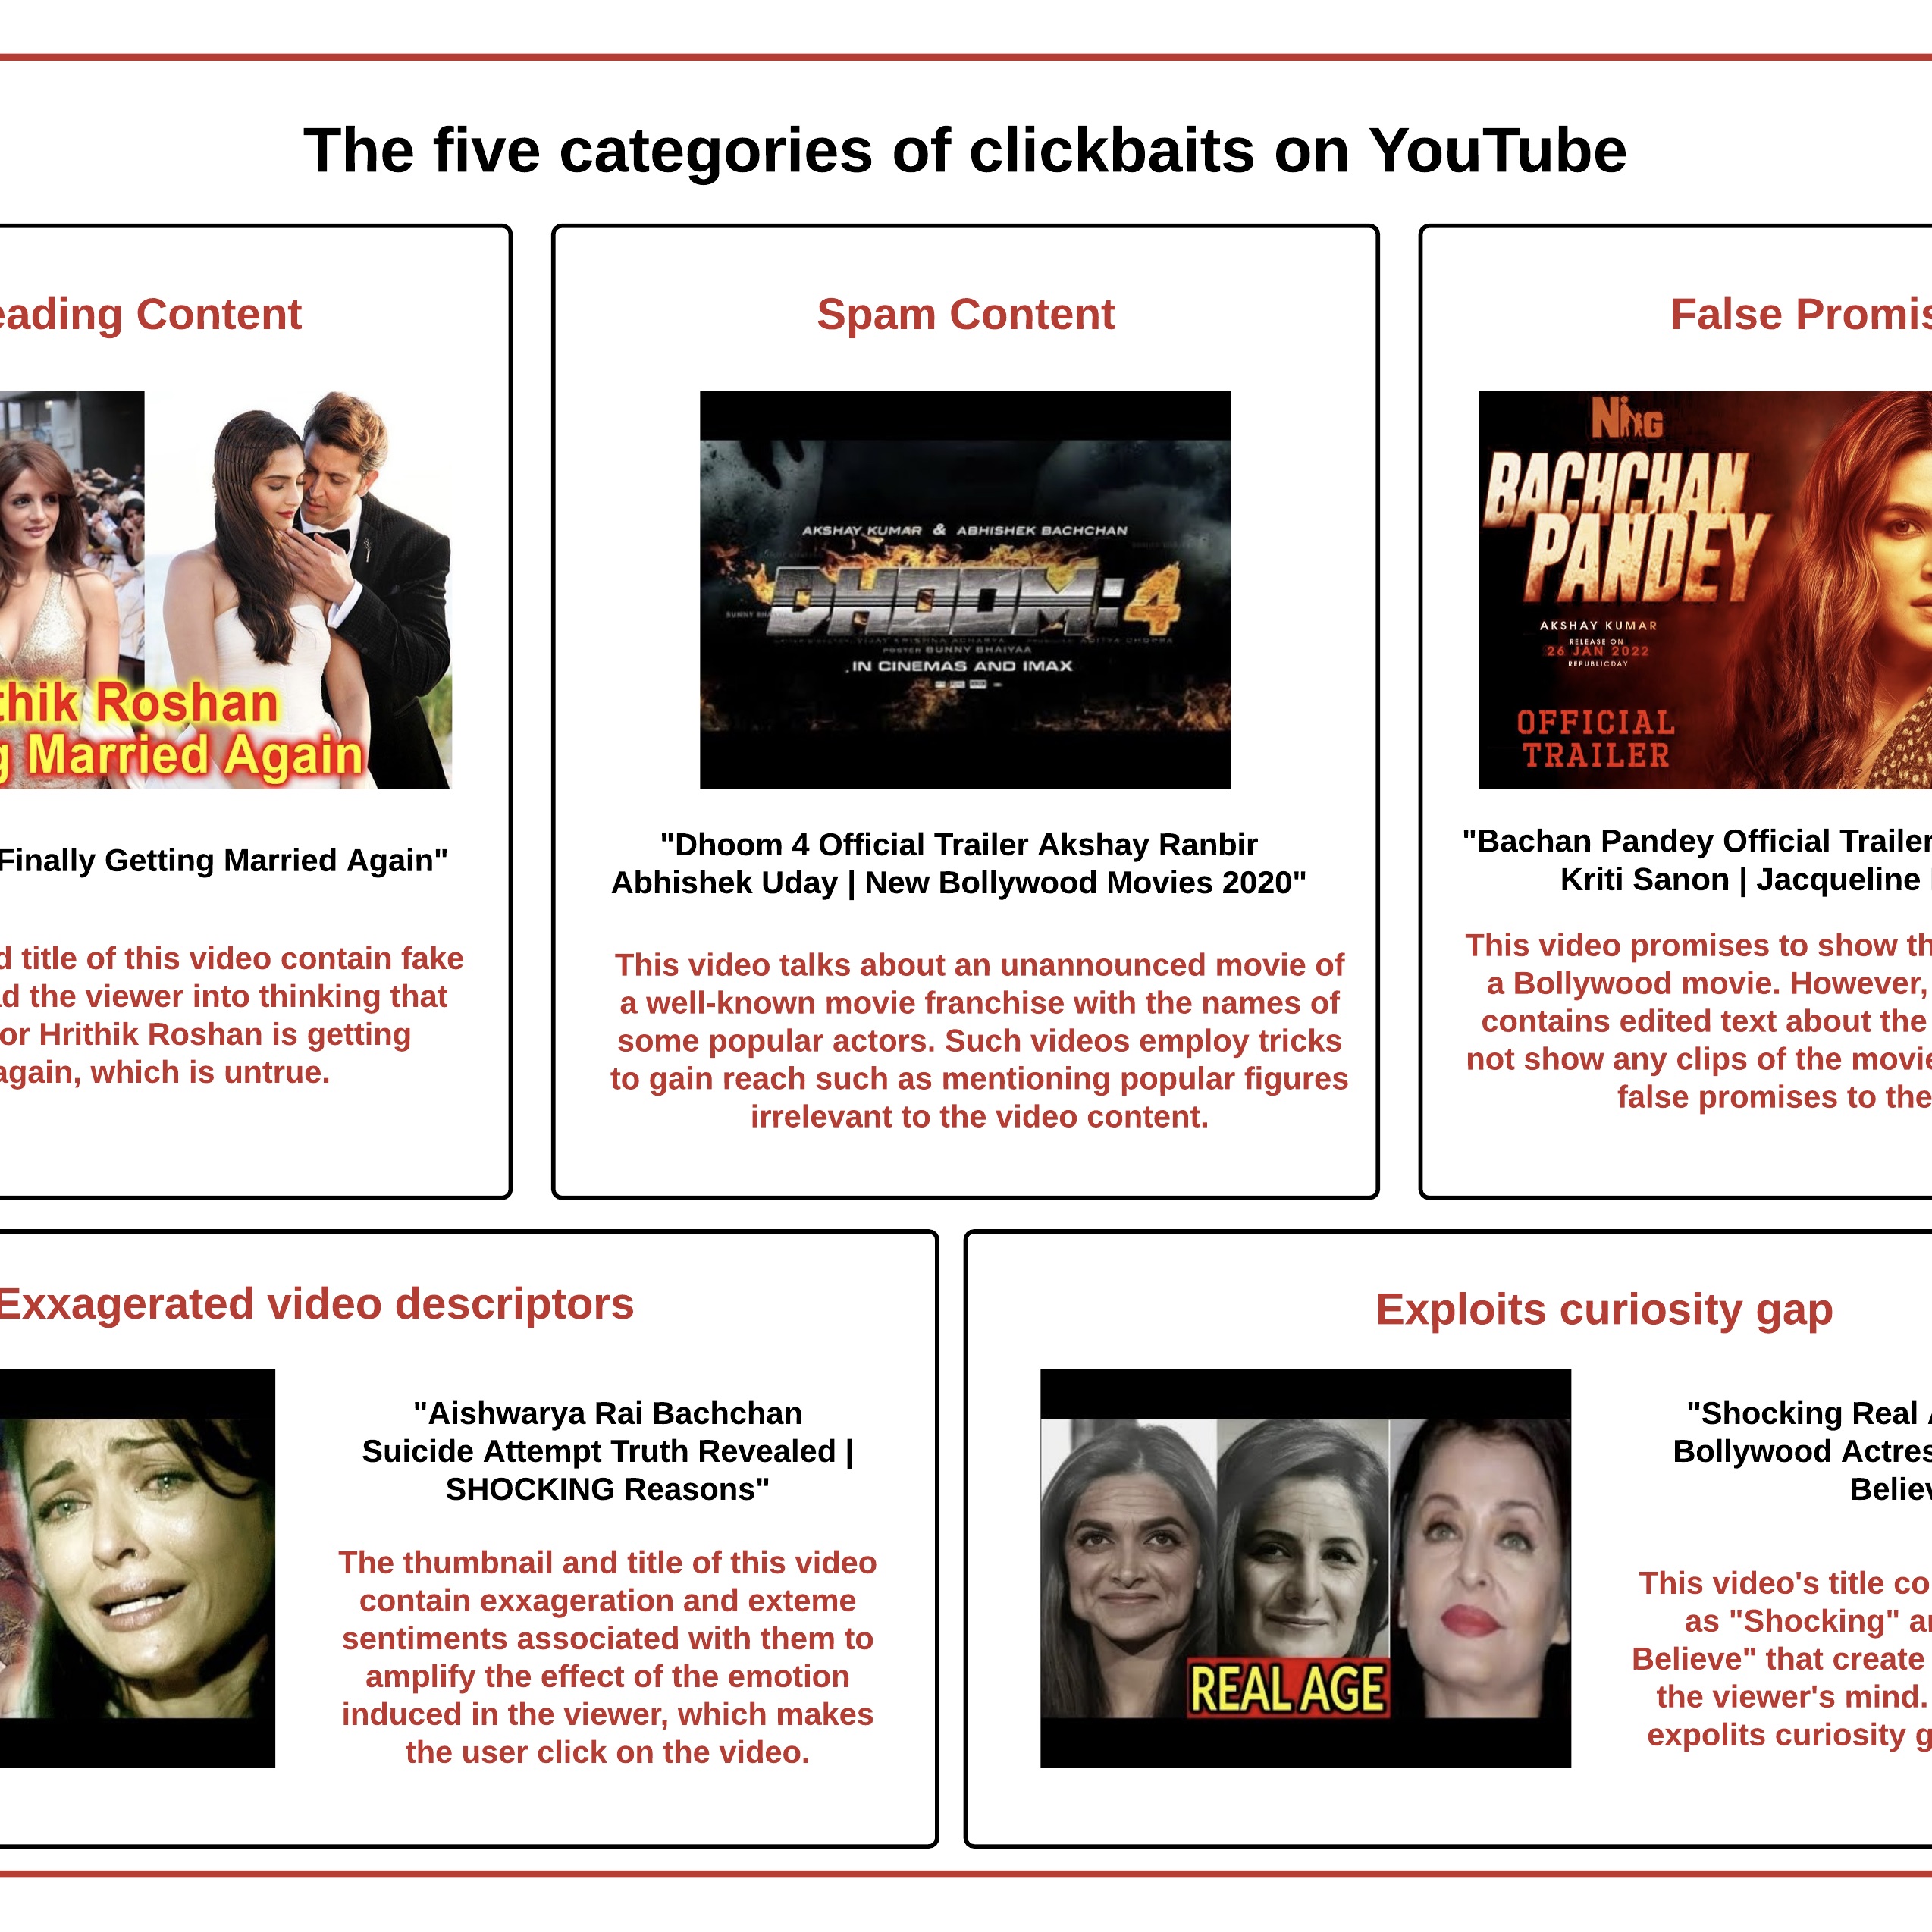 The five categories of clickbaits on YouTube
eading Content
thik Roshan
g Married Again
Finally Getting Married Again"
d title of this video contain fake
ad the viewer into thinking that
or Hrithik Roshan is getting
again, which is untrue.
Spam Content
AKSHAY KUMAR & ABHISHEK BACHCHAN
DHOOM:4
POSTER BUNNY BHAIYAA
IN CINEMAS AND IMAX
"Dhoom 4 Official Trailer Akshay Ranbir
Abhishek Uday | New Bollywood Movies 2020"
This video talks about an unannounced movie of
a well-known movie franchise with the names of
some popular actors. Such videos employ tricks
to gain reach such as mentioning popular figures
irrelevant to the video content.
False Promis
NG
BACHCHAN
PANDEY
AKSHAY KUMAR
RELEASE ON
26 JAN 2022
REPUBLICDAY
OFFICIAL
TRAILER
"Bachan Pandey Official Trailer
Kriti Sanon | Jacqueline
This video promises to show th
a Bollywood movie. However,
contains edited text about the
not show any clips of the movie
false promises to the
Exxagerated video descriptors
"Aishwarya Rai Bachchan
Suicide Attempt Truth Revealed |
SHOCKING Reasons"
The thumbnail and title of this video
contain exxageration and exteme
sentiments associated with them to
amplify the effect of the emotion
induced in the viewer, which makes
the user click on the video.
Exploits curiosity gap
REAL AGE
"Shocking Real A
Bollywood Actres
Believ
This video's title co
as "Shocking" an
Believe" that create
the viewer's mind.
expolits curiosity g